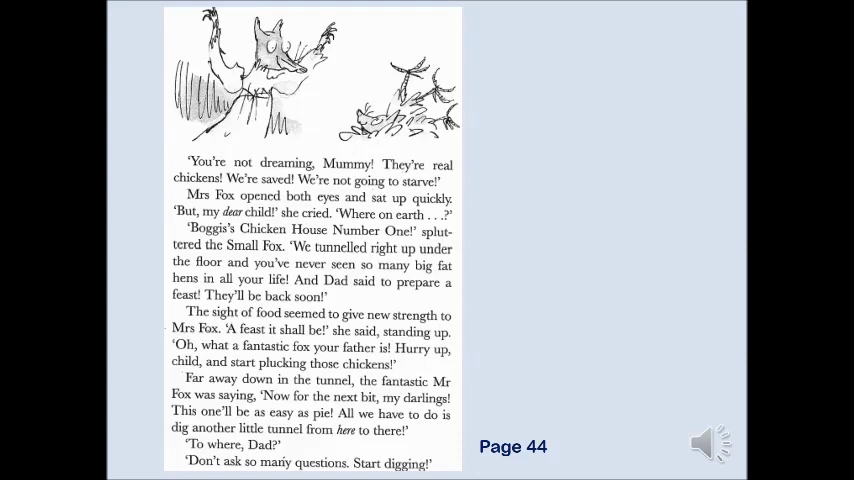 ‘You’re not dreaming, Mummy! They’re real
chickens! We’re saved! We’re not going to starve!’
Mrs Fox opened both eyes and sat up quickly.
‘But, my dear child!’ she cried. ‘Where on earth . . .?’
‘Boggis’s Chicken House Number One!’ splut-
tered the Small Fox. ‘We tunnelled right up under
the floor and you’ve never seen so many big fat
hens in all your life! And Dad said to prepare a
feast! They’ll be back soon!’
The sight of food seemed to give new strength to
Mrs Fox. ‘A feast it shall be!’ she said, standing up.
‘Oh, what a fantastic fox your father is! Hurry up,
child, and start plucking those chickens!’
Far away down in the tunnel, the fantastic Mr
Fox was saying, ‘Now for the next bit, my darlings!
This one’ll be as easy as pie! All we have to do is
dig another little tunnel from here to there!’
‘To where, Dad?’
‘Don’t ask so many questions. Start digging!’
Page 44